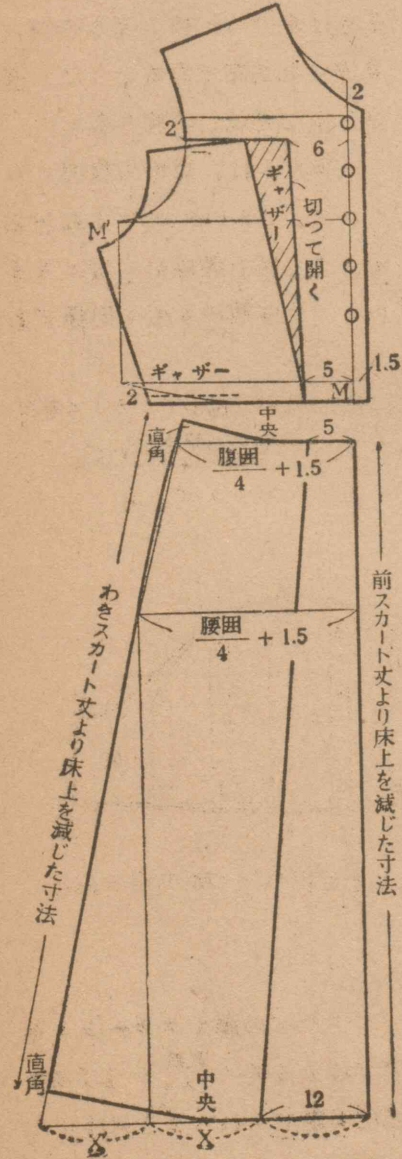 2
2
6
ギャザー
切つて開く
M'
ギャザー
2
5
M
1.5
直角
中央
5
腹囲/4 + 1.5
腰囲/4 + 1.5
わきスカート丈より床上を減じた寸法
前スカート丈より床上を減じた寸法
直角
中央
12
X
X